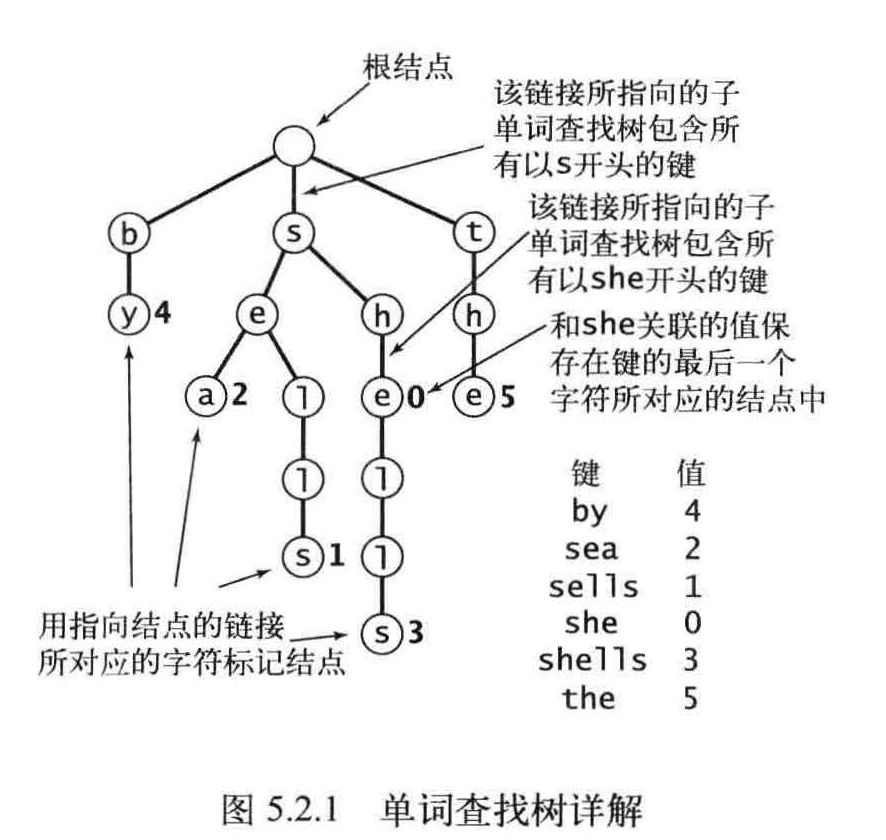 根结点
该链接所指向的子
单词查找树包含所
有以s开头的键
该链接所指向的子
单词查找树包含所
有以she开头的键
b
s
t
y 4
e
h
h
和she关联的值保
存在键的最后一个
字符所对应的结点中
a 2
l
e 0
e 5
l
l
s 1
l
s 3
用指向结点的链接
所对应的字符标记结点
键 值
by 4
sea 2
sells 1
she 0
shells 3
the 5
图 5.2.1 单词查找树详解